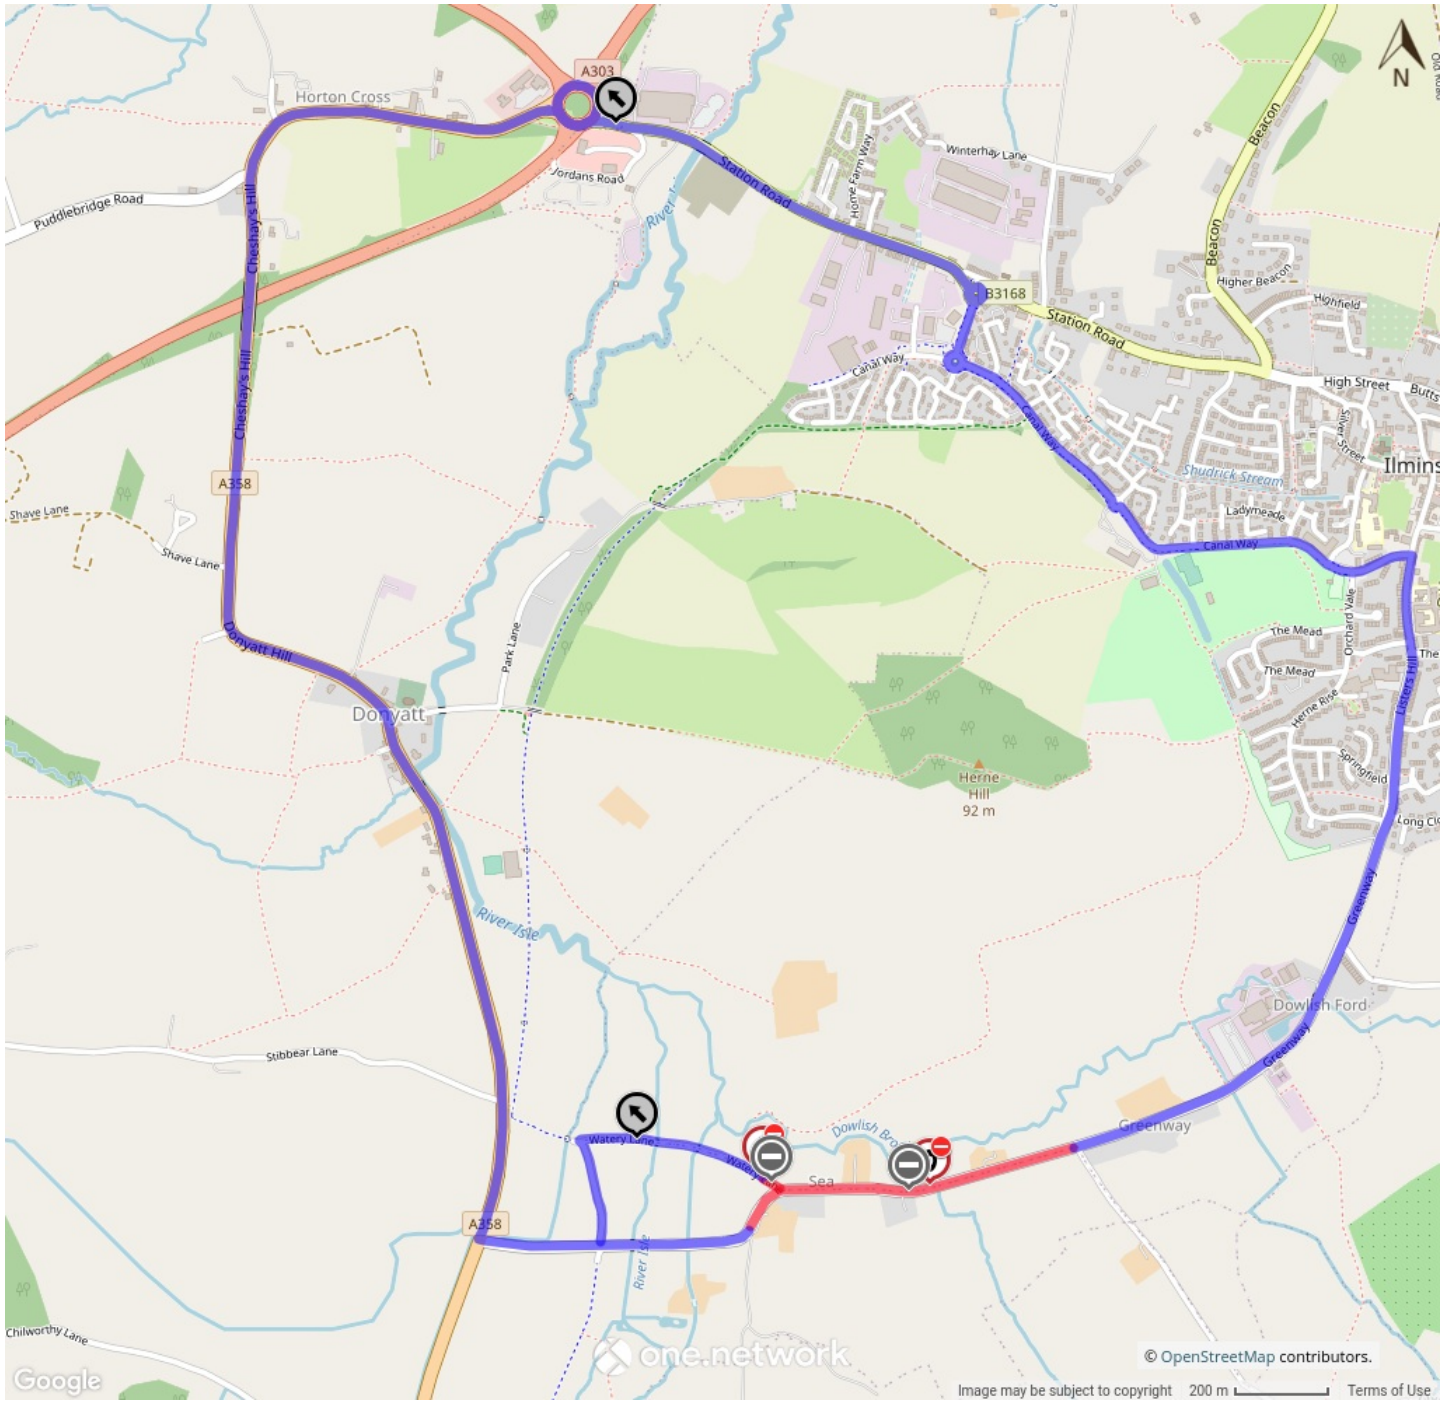 A303
Horton Cross
Jordans Road
Puddlebridge Road
Cheshay's Hill
Cheshay's Hill
A358
Shave Lane
Shave Lane
Donyatt Hill
Donyatt
Park Lane
River Isle
Station Road
Home Farm Way
Winterhay Lane
Beacon
Beacon
Higher Beacon
Highfield
B3168
Station Road
Canal Way
Canal Way
High Street
Butts
Silver Street
Ilmins
Shudrick Stream
Ladymeade
Canal Way
Orchard Vale
The Mead
The Mead
The
Herne Rise
Listers Hill
Springfield
Long Clo
Herne
Hill
92 m
Greenway
Dowlish Ford
Greenway
Greenway
Stibbear Lane
Watery Lane
Watery
Dowlish Bro
Sea
A358
River Isle
Chilworthy Lane
N
one.network
Google
© OpenStreetMap contributors.
Image may be subject to copyright 200 m Terms of Use